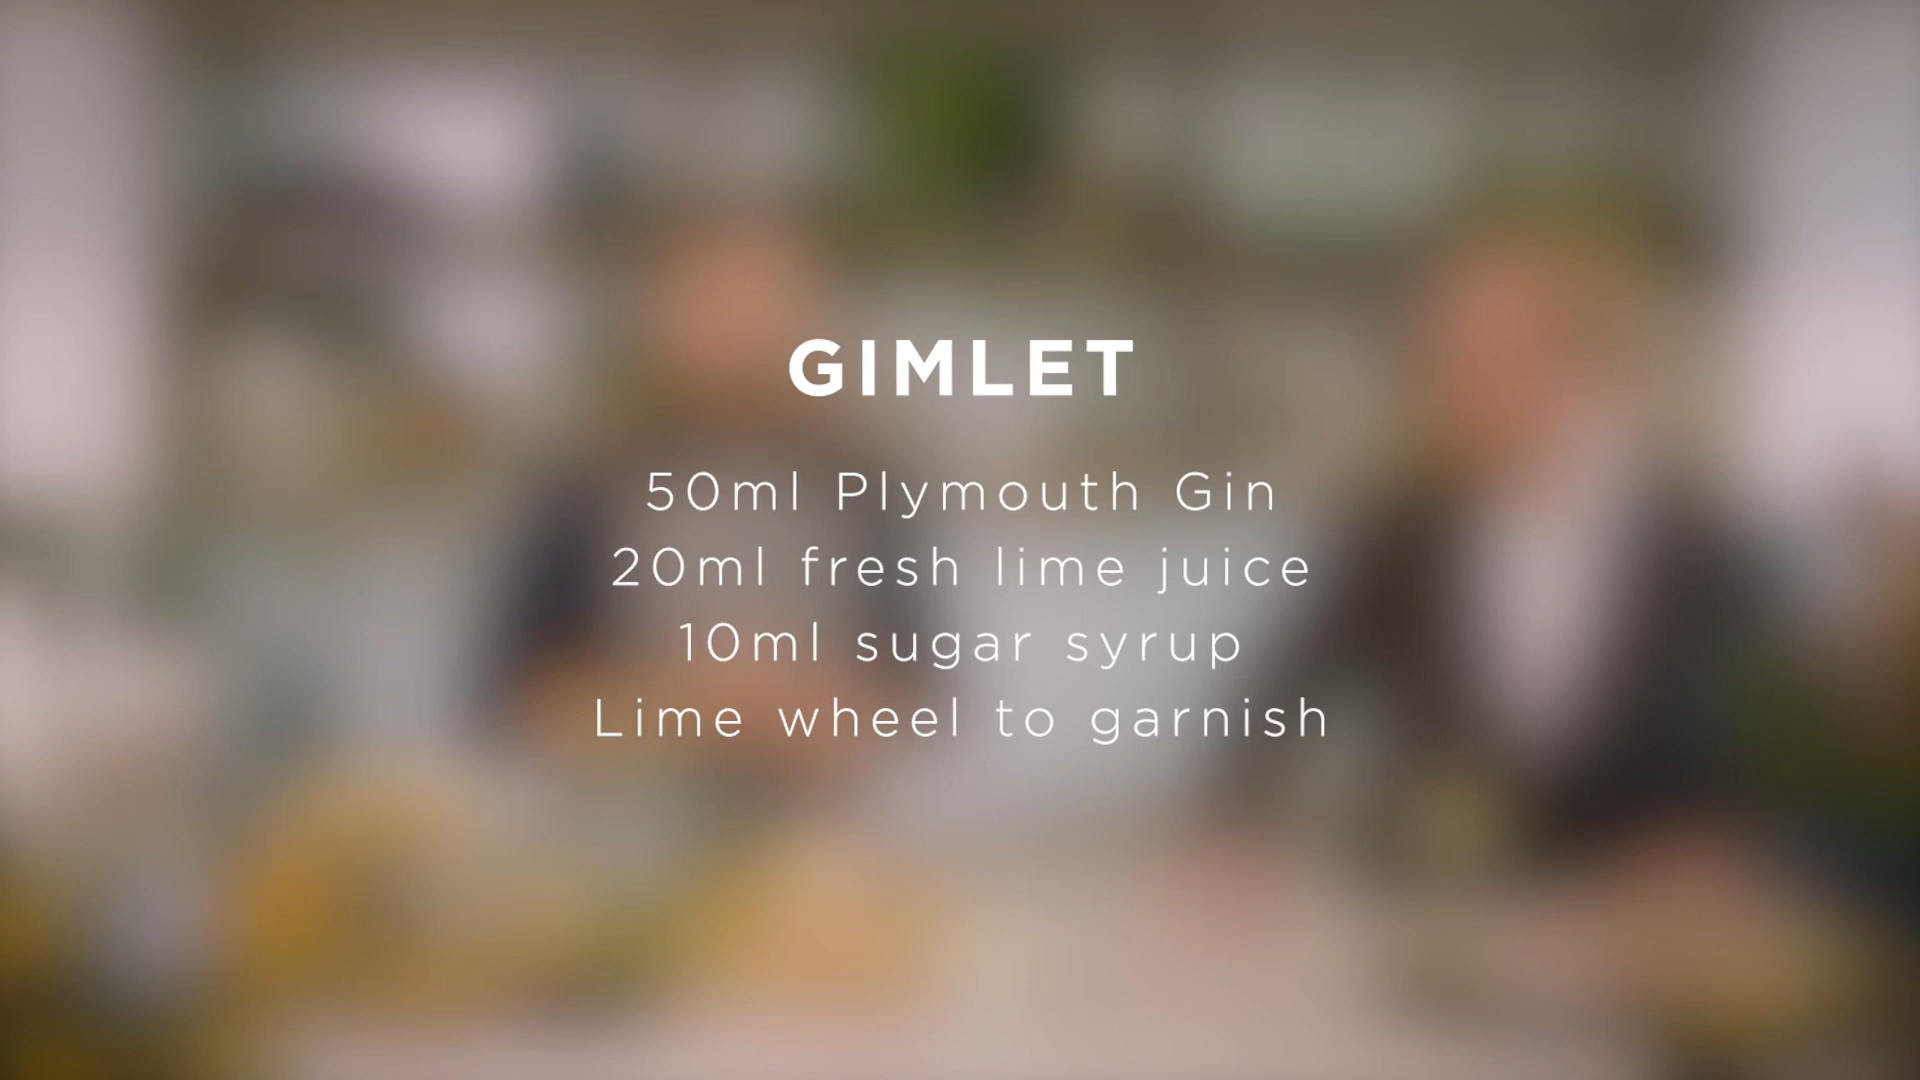 GIMLET
50ml Plymouth Gin
20ml fresh lime juice
10ml sugar syrup
Lime wheel to garnish